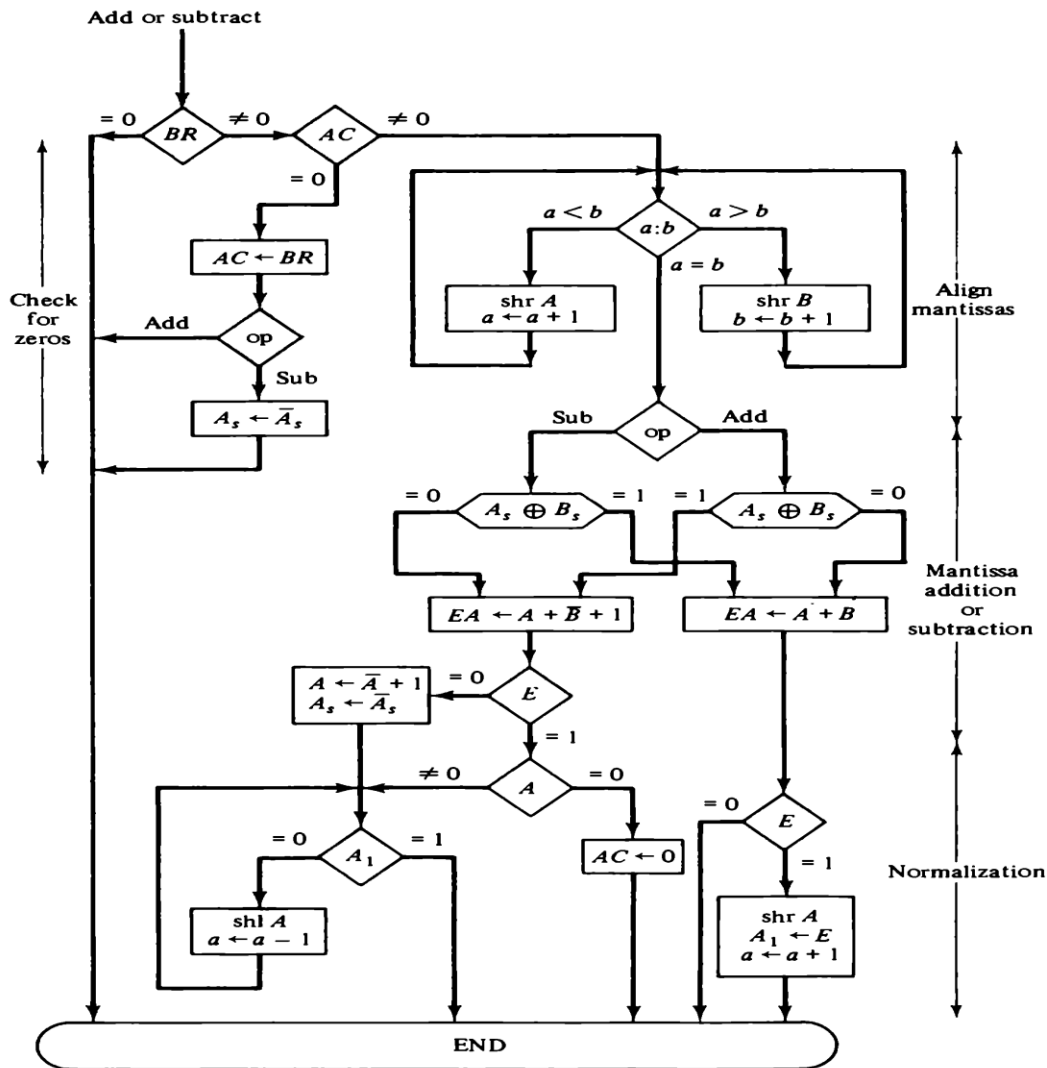 Add or subtract
= 0
BR
≠ 0
AC
≠ 0
= 0
AC ← BR
Check
for
zeros
Add
op
Sub
A_s ← A̅_s
a < b
a:b
a > b
a = b
shr A
a ← a + 1
shr B
b ← b + 1
Align
mantissas
Sub
op
Add
= 0
A_s ⊕ B_s
= 1
= 1
A_s ⊕ B_s
= 0
EA ← A + B̅ + 1
EA ← A + B
Mantissa
addition
or
subtraction
A ← A̅ + 1
A_s ← A̅_s
= 0
E
= 1
≠ 0
A
= 0
= 0
A_1
= 1
AC ← 0
= 0
E
= 1
Normalization
shl A
a ← a − 1
shr A
A_1 ← E
a ← a + 1
END